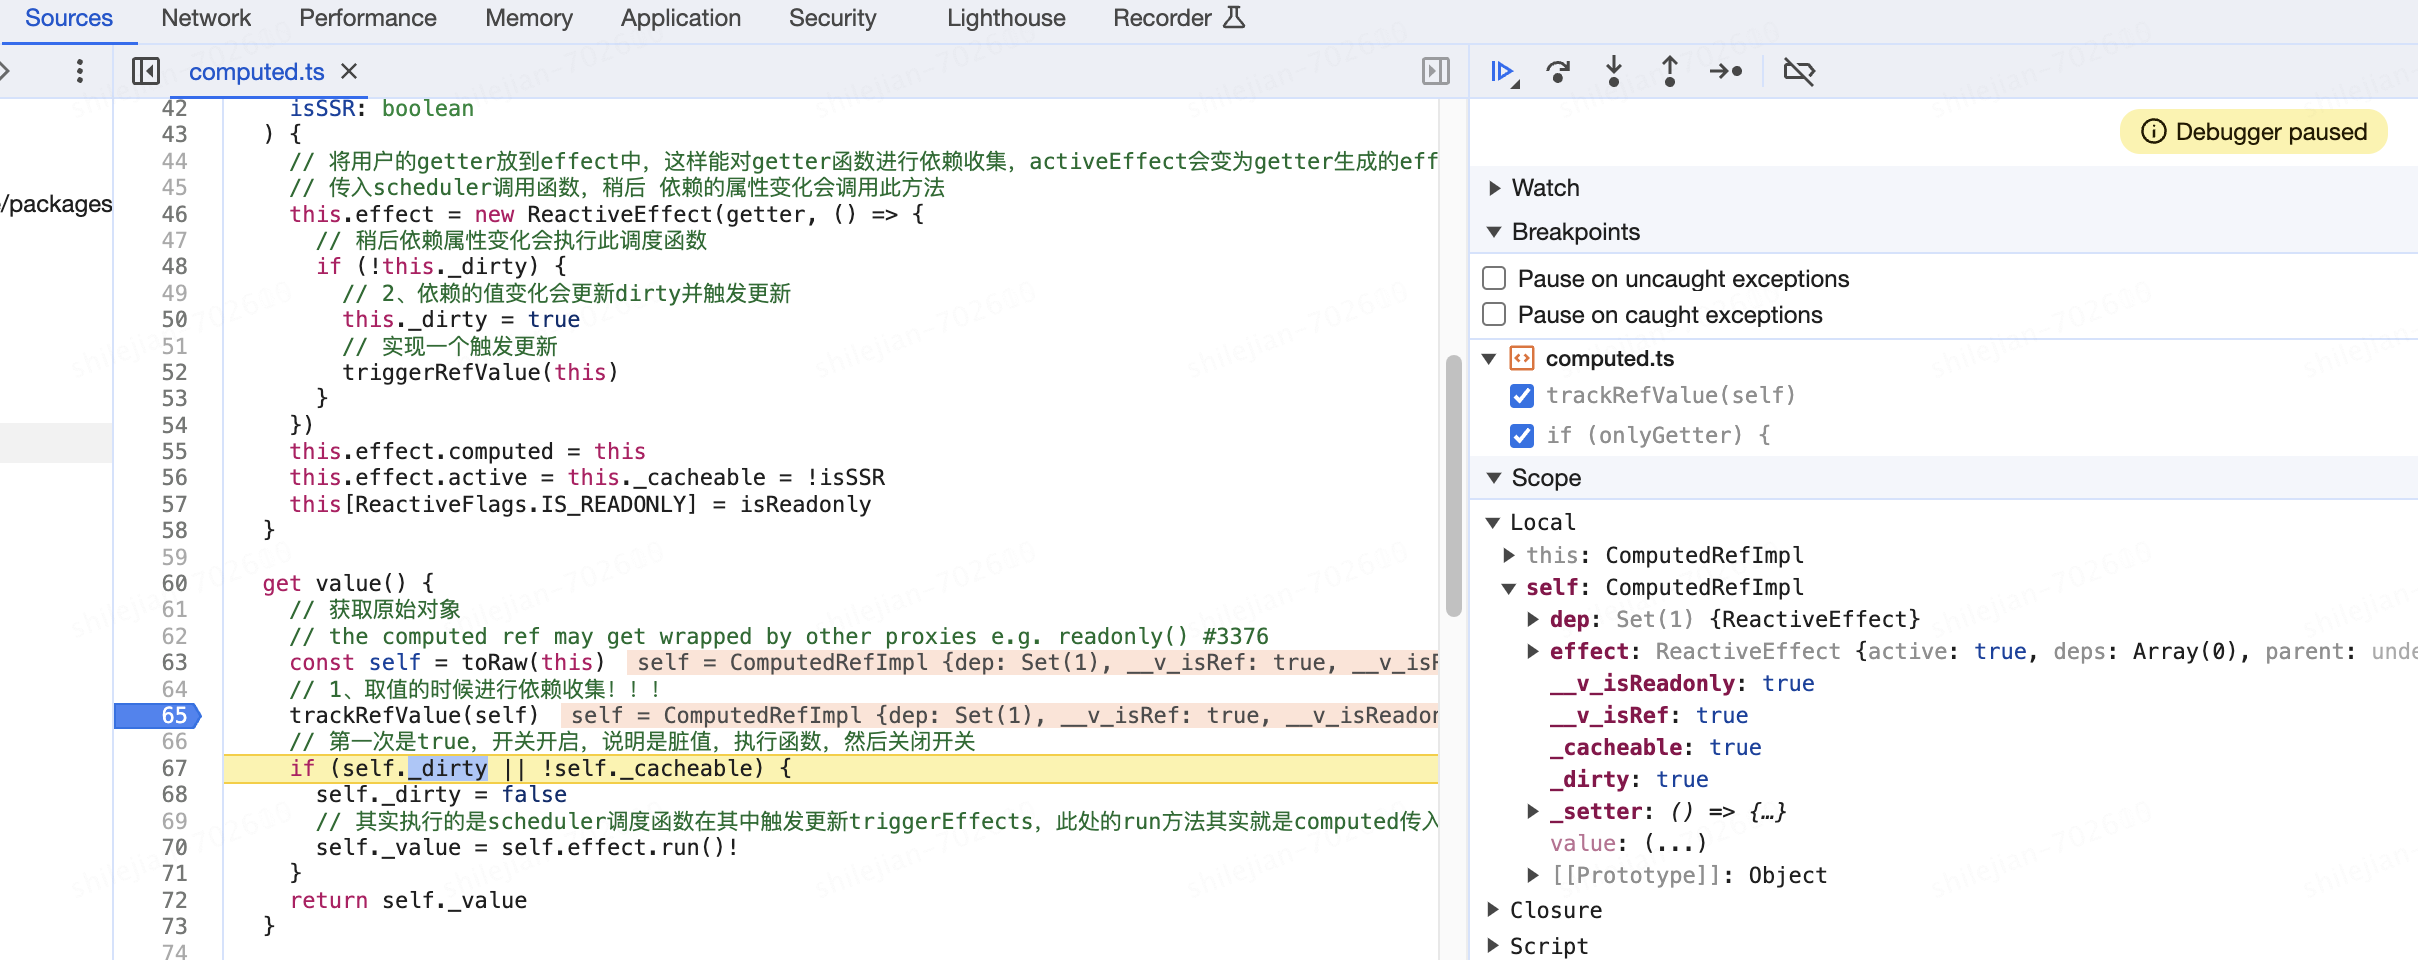 Sources Network Performance Memory Application Security Lighthouse Recorder
computed.ts
/packages
42 isSSR: boolean
43 ) {
44 // 将用户的getter放到effect中，这样能对getter函数进行依赖收集，activeEffect会变为getter生成的eff
45 // 传入scheduler调用函数，稍后 依赖的属性变化会调用此方法
46 this.effect = new ReactiveEffect(getter, () => {
47 // 稍后依赖属性变化会执行此调度函数
48 if (!this._dirty) {
49 // 2、依赖的值变化会更新dirty并触发更新
50 this._dirty = true
51 // 实现一个触发更新
52 triggerRefValue(this)
53 }
54 })
55 this.effect.computed = this
56 this.effect.active = this._cacheable = !isSSR
57 this[ReactiveFlags.IS_READONLY] = isReadonly
58 }
59
60 get value() {
61 // 获取原始对象
62 // the computed ref may get wrapped by other proxies e.g. readonly() #3376
63 const self = toRaw(this) self = ComputedRefImpl {dep: Set(1), __v_isRef: true, __v_isR
64 // 1、取值的时候进行依赖收集！！！
65 trackRefValue(self) self = ComputedRefImpl {dep: Set(1), __v_isRef: true, __v_isReadon
66 // 第一次是true，开关开启，说明是脏值，执行函数，然后关闭开关
67 if (self._dirty || !self._cacheable) {
68 self._dirty = false
69 // 其实执行的是scheduler调度函数在其中触发更新triggerEffects，此处的run方法其实就是computed传入
70 self._value = self.effect.run()!
71 }
72 return self._value
73 }
74
Debugger paused
Watch
Breakpoints
Pause on uncaught exceptions
Pause on caught exceptions
computed.ts
trackRefValue(self)
if (onlyGetter) {
Scope
Local
this: ComputedRefImpl
self: ComputedRefImpl
dep: Set(1) {ReactiveEffect}
effect: ReactiveEffect {active: true, deps: Array(0), parent: unde
__v_isReadonly: true
__v_isRef: true
_cacheable: true
_dirty: true
_setter: () => {…}
value: (...)
[[Prototype]]: Object
Closure
Script